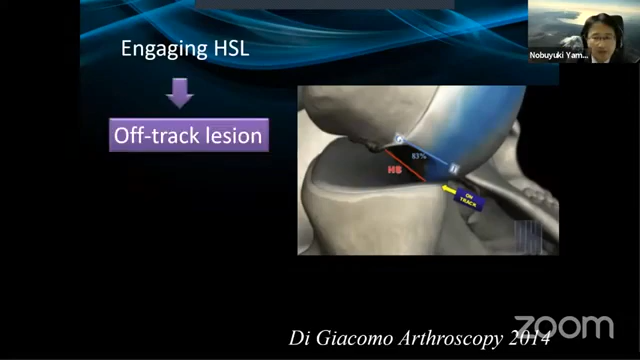 Engaging HSL
Nobuyuki Yam...
Off-track lesion
83%
HS
ON
TRACK
Di Giacomo Arthroscopy 2014
zoom